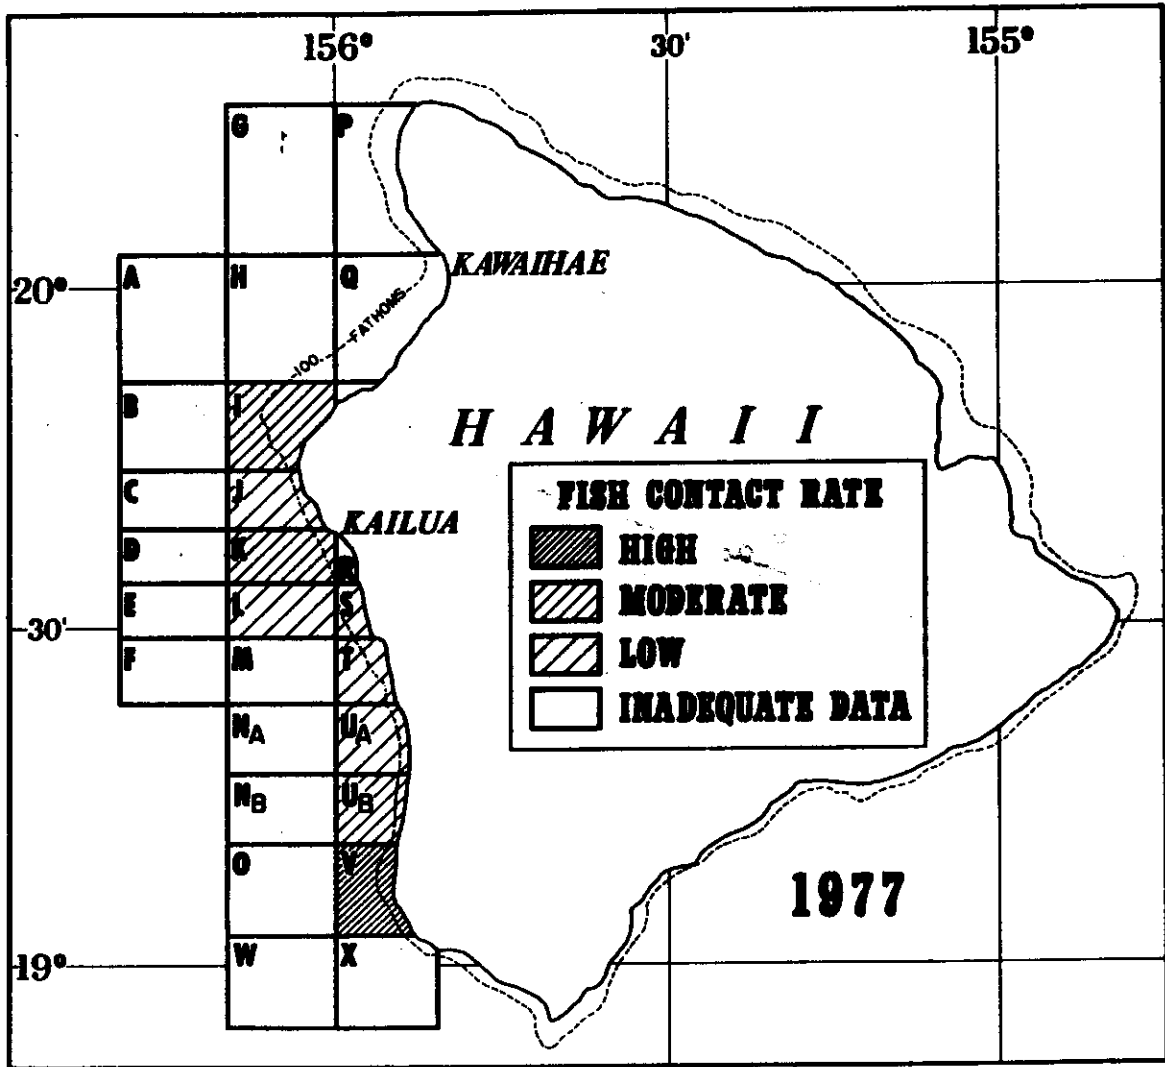 156° 30' 155°
G P
KAWAIHAE
A H Q
20°
100 FATHOMS
B I
HAWAII
C J
FISH CONTACT RATE
KAILUA
D K R
HIGH
MODERATE
E L S
30'
F M T
LOW
INADEQUATE DATA
NA UA
NB UB
O V
1977
W X
19°